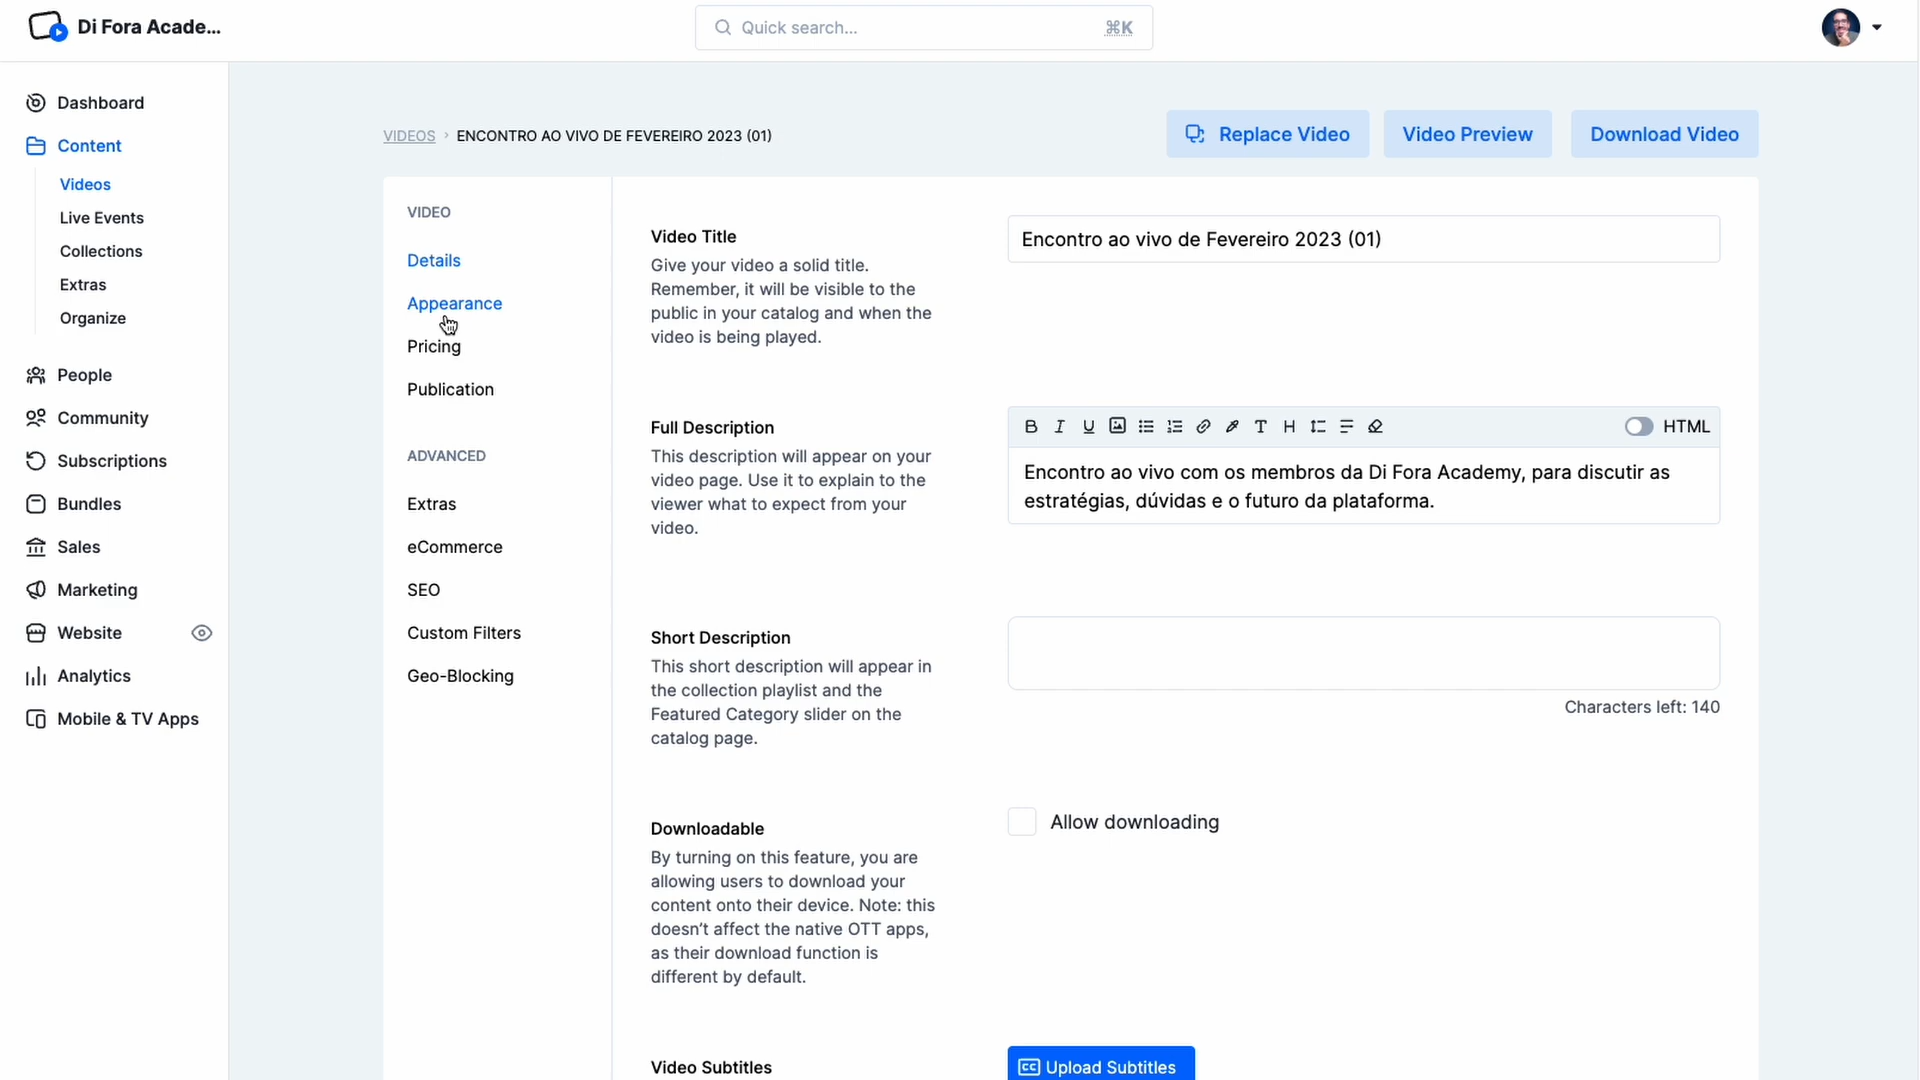 Di Fora Acade...
Quick search...
⌘K
Dashboard
Content
Videos
Live Events
Collections
Extras
Organize
People
Community
Subscriptions
Bundles
Sales
Marketing
Website
Analytics
Mobile & TV Apps
VIDEOS › ENCONTRO AO VIVO DE FEVEREIRO 2023 (01)
Replace Video
Video Preview
Download Video
VIDEO
Details
Appearance
Pricing
Publication
ADVANCED
Extras
eCommerce
SEO
Custom Filters
Geo-Blocking
Video Title
Give your video a solid title.
Remember, it will be visible to the
public in your catalog and when the
video is being played.
Encontro ao vivo de Fevereiro 2023 (01)
Full Description
This description will appear on your
video page. Use it to explain to the
viewer what to expect from your
video.
B I U T H HTML
Encontro ao vivo com os membros da Di Fora Academy, para discutir as
estratégias, dúvidas e o futuro da plataforma.
Short Description
This short description will appear in
the collection playlist and the
Featured Category slider on the
catalog page.
Characters left: 140
Downloadable
By turning on this feature, you are
allowing users to download your
content onto their device. Note: this
doesn't affect the native OTT apps,
as their download function is
different by default.
Allow downloading
Video Subtitles
CC Upload Subtitles